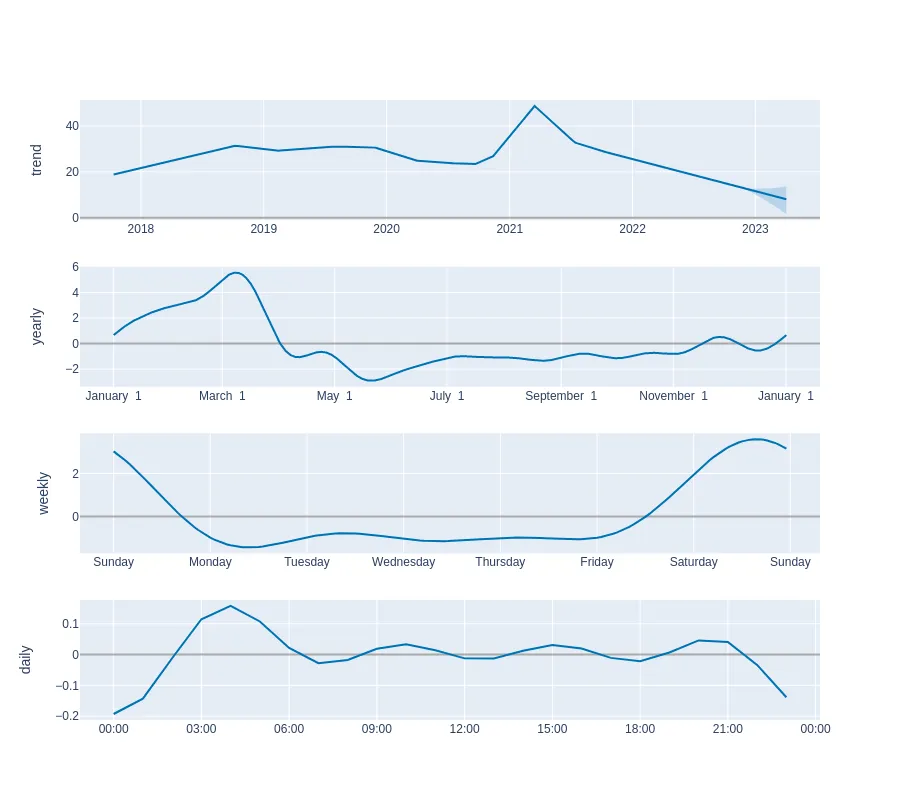 trend
40
20
0
2018 2019 2020 2021 2022 2023
yearly
6
4
2
0
−2
January 1 March 1 May 1 July 1 September 1 November 1 January 1
weekly
2
0
Sunday Monday Tuesday Wednesday Thursday Friday Saturday Sunday
daily
0.1
0
−0.1
−0.2
00:00 03:00 06:00 09:00 12:00 15:00 18:00 21:00 00:00